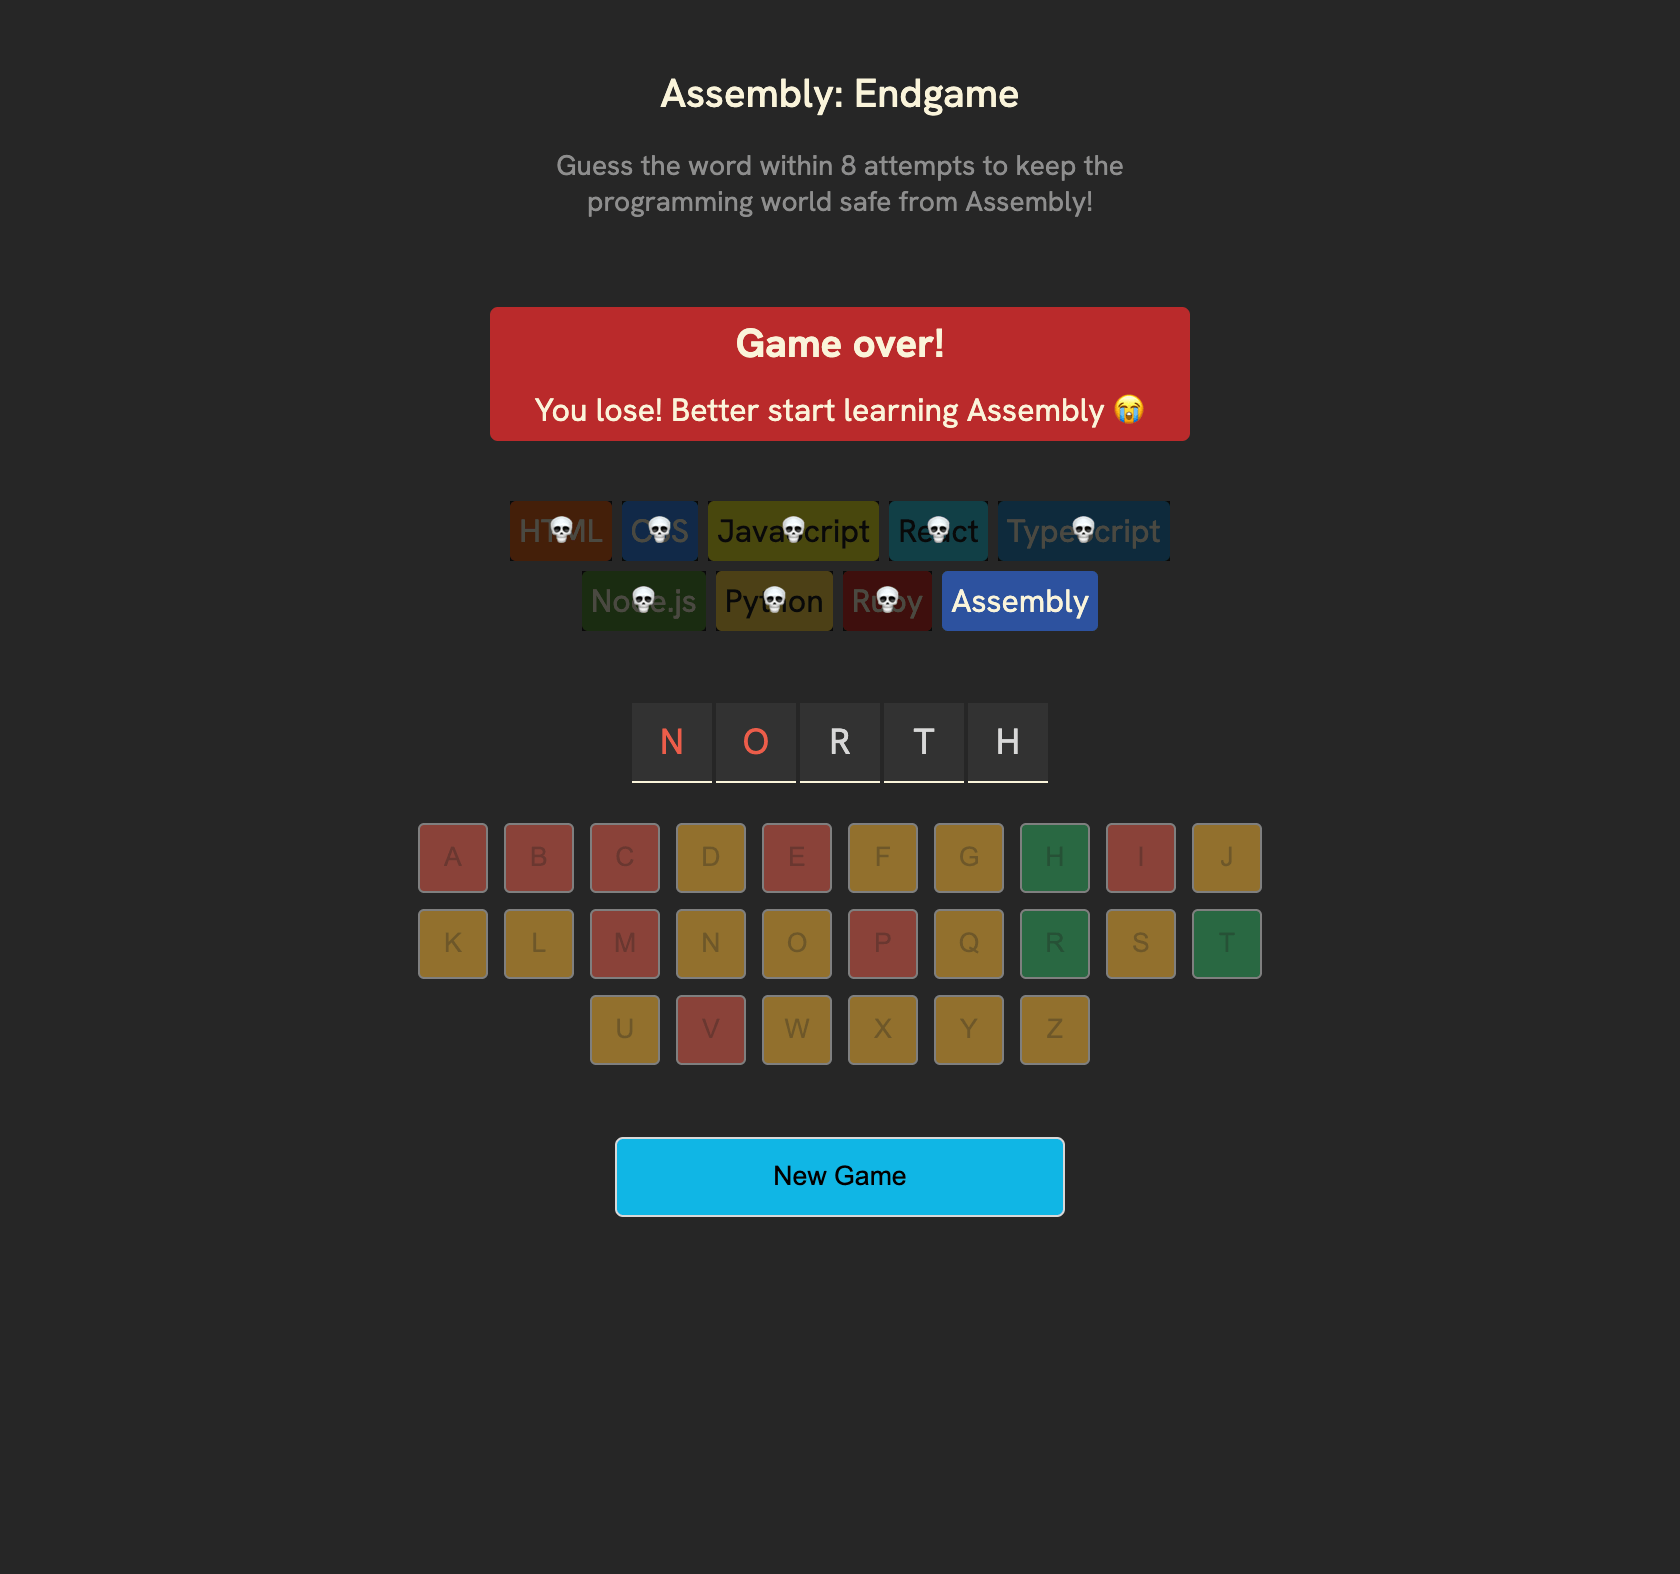 Assembly: Endgame
Guess the word within 8 attempts to keep the
programming world safe from Assembly!
Game over!
You lose! Better start learning Assembly 😭
HTML CSS JavaScript React TypeScript
Node.js Python Ruby Assembly
N O R T H
A B C D E F G H I J
K L M N O P Q R S T
U V W X Y Z
New Game